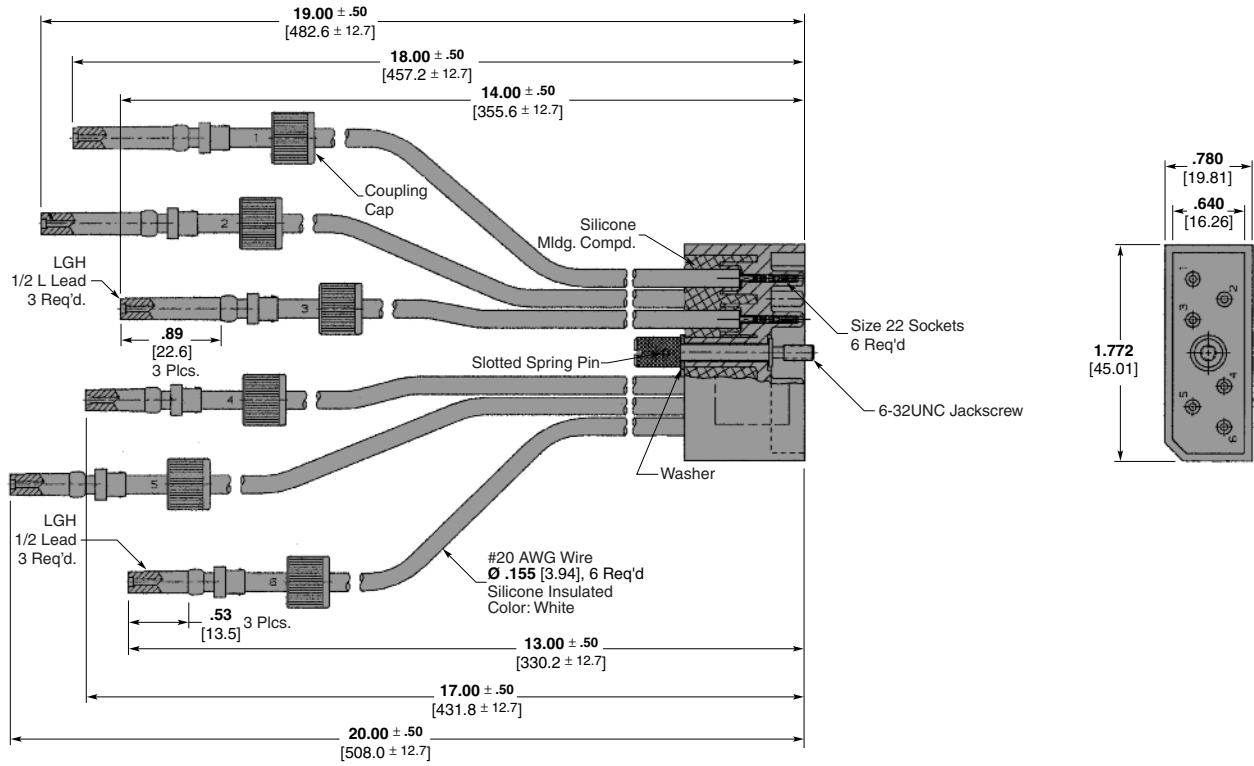 19.00 ± .50
[482.6 ± 12.7]
18.00 ± .50
[457.2 ± 12.7]
14.00 ± .50
[355.6 ± 12.7]
1
Coupling
Cap
2
Silicone
Mldg. Compd.
LGH
1/2 L Lead
3 Req'd.
3
.89
[22.6]
3 Plcs.
Slotted Spring Pin
Size 22 Sockets
6 Req'd
6-32UNC Jackscrew
4
Washer
5
LGH
1/2 Lead
3 Req'd.
6
#20 AWG Wire
Ø .155 [3.94], 6 Req'd
Silicone Insulated
Color: White
.53
[13.5]
3 Plcs.
13.00 ± .50
[330.2 ± 12.7]
17.00 ± .50
[431.8 ± 12.7]
20.00 ± .50
[508.0 ± 12.7]
.780
[19.81]
.640
[16.26]
1.772
[45.01]
1
2
3
4
5
6